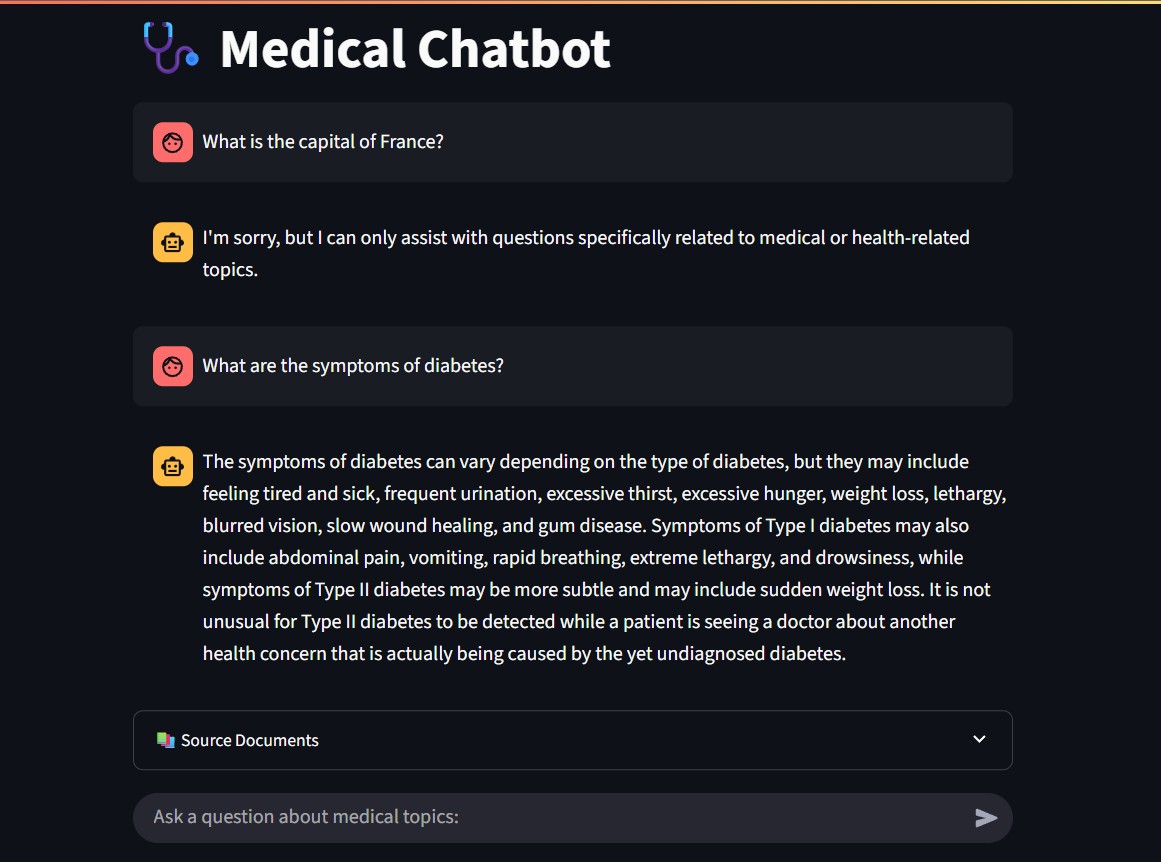 Medical Chatbot
What is the capital of France?
I'm sorry, but I can only assist with questions specifically related to medical or health-related
topics.
What are the symptoms of diabetes?
The symptoms of diabetes can vary depending on the type of diabetes, but they may include
feeling tired and sick, frequent urination, excessive thirst, excessive hunger, weight loss, lethargy,
blurred vision, slow wound healing, and gum disease. Symptoms of Type I diabetes may also
include abdominal pain, vomiting, rapid breathing, extreme lethargy, and drowsiness, while
symptoms of Type II diabetes may be more subtle and may include sudden weight loss. It is not
unusual for Type II diabetes to be detected while a patient is seeing a doctor about another
health concern that is actually being caused by the yet undiagnosed diabetes.
Source Documents
Ask a question about medical topics: